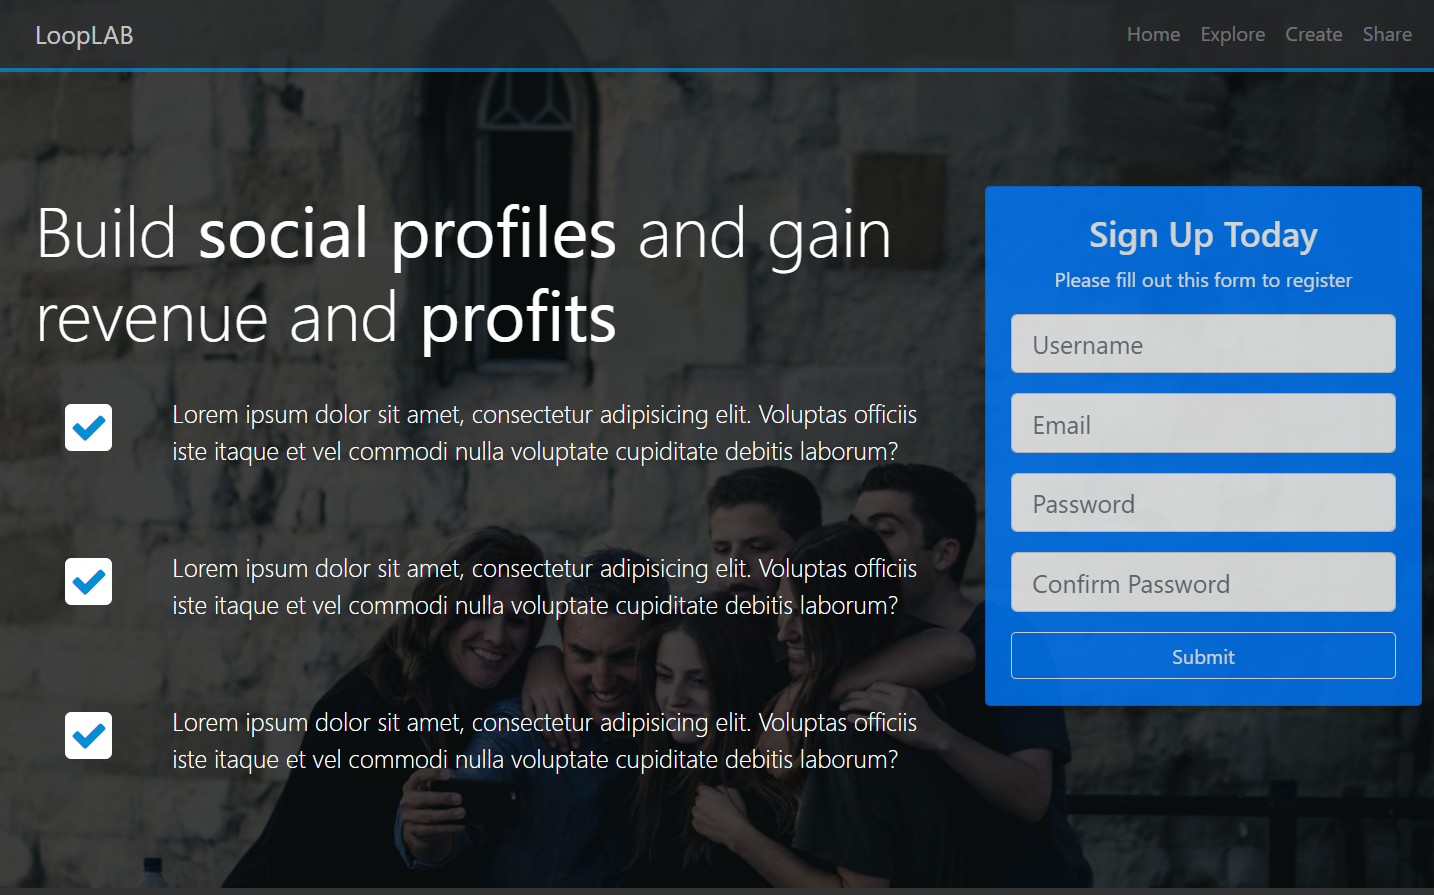 LoopLAB
Home Explore Create Share
Build social profiles and gain
revenue and profits
Lorem ipsum dolor sit amet, consectetur adipisicing elit. Voluptas officiis
iste itaque et vel commodi nulla voluptate cupiditate debitis laborum?
Lorem ipsum dolor sit amet, consectetur adipisicing elit. Voluptas officiis
iste itaque et vel commodi nulla voluptate cupiditate debitis laborum?
Lorem ipsum dolor sit amet, consectetur adipisicing elit. Voluptas officiis
iste itaque et vel commodi nulla voluptate cupiditate debitis laborum?
Sign Up Today
Please fill out this form to register
Username
Email
Password
Confirm Password
Submit